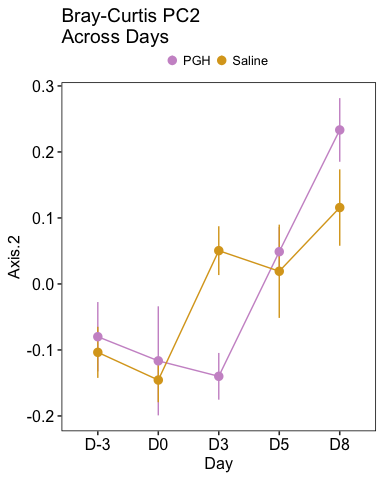 Bray-Curtis PC2
Across Days
PGH Saline
0.3
0.2
0.1
0.0
-0.1
-0.2
Axis.2
D-3 D0 D3 D5 D8
Day